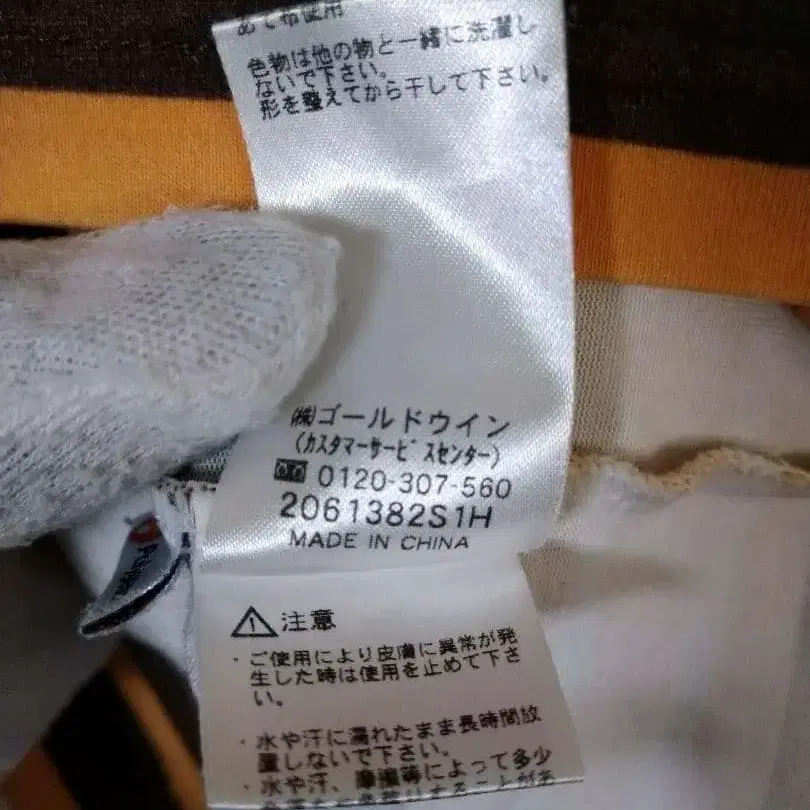 あて布使用
色物は他の物と一緒に洗濯し
ないで下さい。
形を整えてから干して下さい。
㈱ゴールドウイン
(カスタマーサービスセンター)
0120-307-560
2061382S1H
MADE IN CHINA
⚠注意
・ご使用により皮膚に異常が発
生した時は使用を止めて下さ
い。
・水や汗に濡れたまま長時間放
置しないで下さい。
・水や汗、摩擦等によって多少